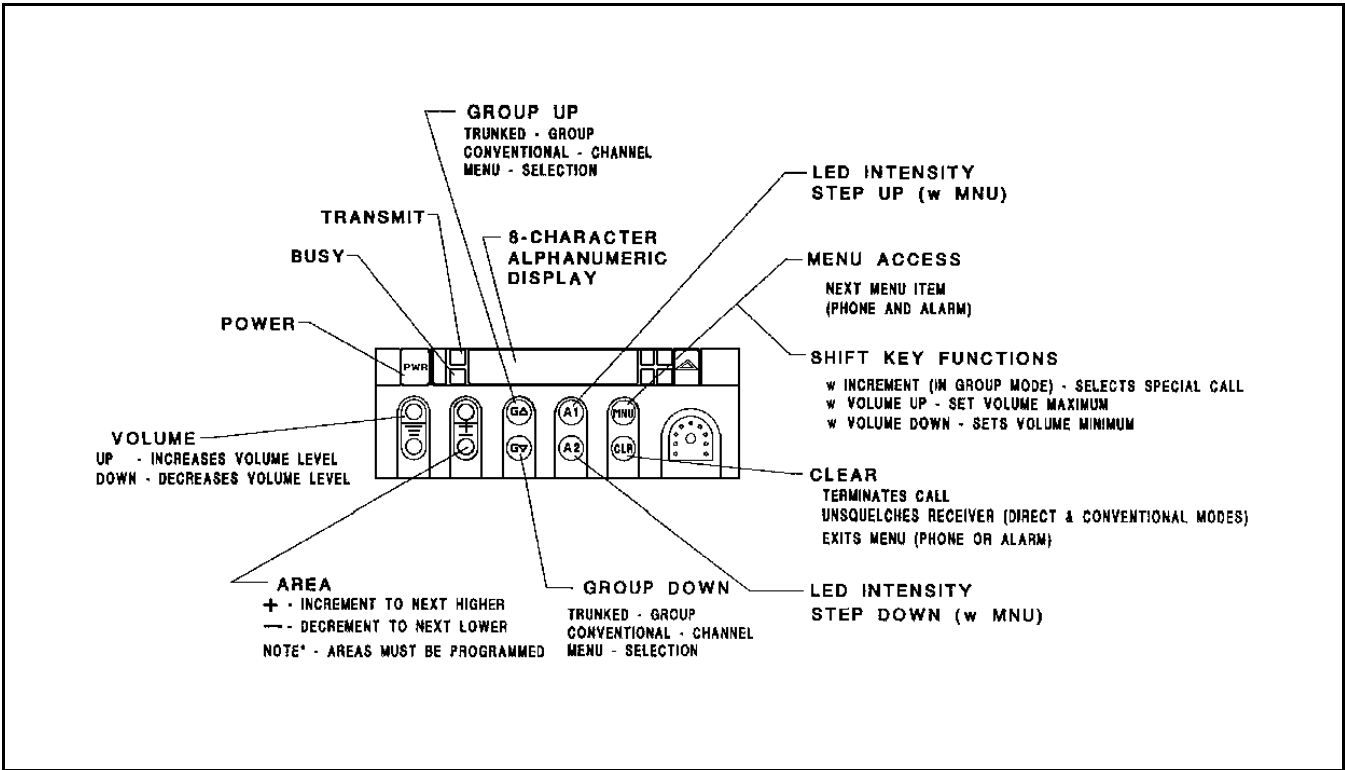 GROUP UP
TRUNKED - GROUP
CONVENTIONAL - CHANNEL
MENU - SELECTION
LED INTENSITY
STEP UP (w MNU)
TRANSMIT
8-CHARACTER
ALPHANUMERIC
DISPLAY
BUSY
MENU ACCESS
NEXT MENU ITEM
(PHONE AND ALARM)
POWER
SHIFT KEY FUNCTIONS
w INCREMENT (IN GROUP MODE) - SELECTS SPECIAL CALL
w VOLUME UP - SET VOLUME MAXIMUM
w VOLUME DOWN - SETS VOLUME MINIMUM
PWR
G△ A1 MNU
G▽ A2 CLR
VOLUME
UP - INCREASES VOLUME LEVEL
DOWN - DECREASES VOLUME LEVEL
CLEAR
TERMINATES CALL
UNSQUELCHES RECEIVER (DIRECT & CONVENTIONAL MODES)
EXITS MENU (PHONE OR ALARM)
AREA
+ - INCREMENT TO NEXT HIGHER
— - DECREMENT TO NEXT LOWER
NOTE* - AREAS MUST BE PROGRAMMED
GROUP DOWN
TRUNKED - GROUP
CONVENTIONAL - CHANNEL
MENU - SELECTION
LED INTENSITY
STEP DOWN (w MNU)